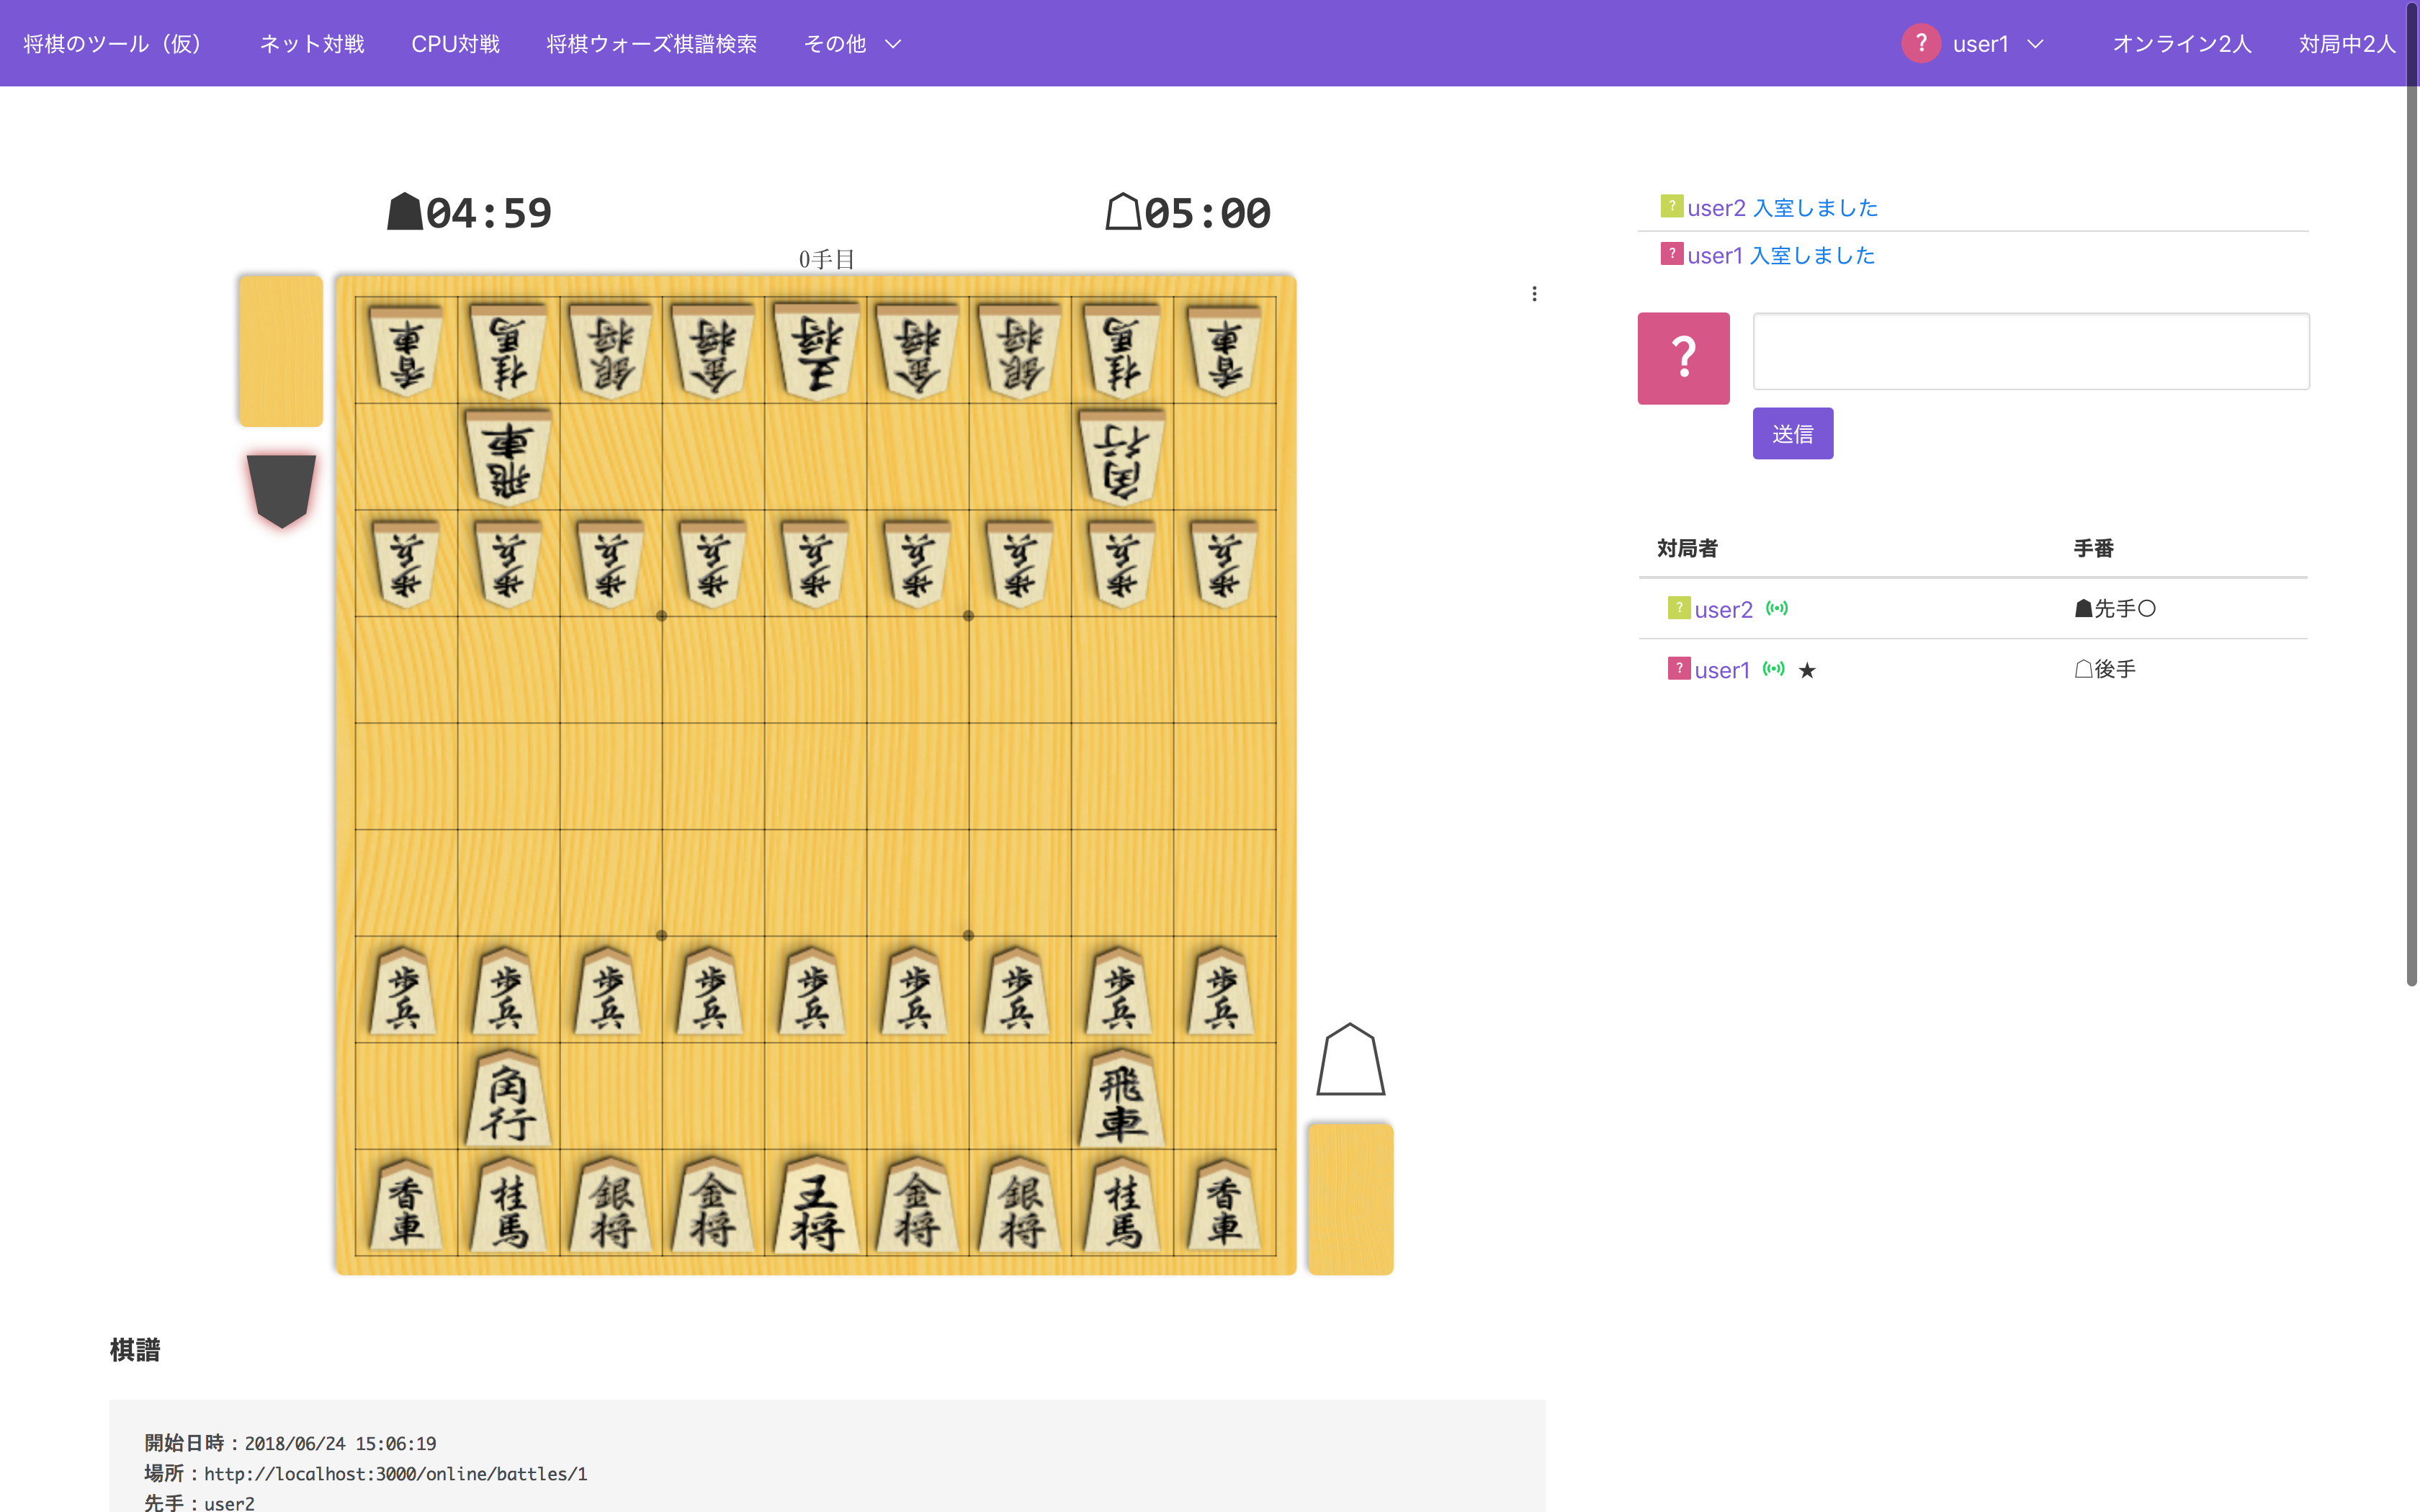 将棋のツール（仮） ネット対戦 CPU対戦 将棋ウォーズ棋譜検索 その他 ? user1 オンライン2人 対局中2人
☗04:59 ☖05:00
0手目
香車 桂馬 銀将 金将 王将 金将 銀将 桂馬 香車
飛車 角行
歩兵 歩兵 歩兵 歩兵 歩兵 歩兵 歩兵 歩兵 歩兵
歩兵 歩兵 歩兵 歩兵 歩兵 歩兵 歩兵 歩兵 歩兵
角行 飛車
香車 桂馬 銀将 金将 王将 金将 銀将 桂馬 香車
? user2 入室しました
? user1 入室しました
?
送信
対局者 手番
? user2 ☗先手○
? user1 ★ ☖後手
棋譜
開始日時：2018/06/24 15:06:19
場所：http://localhost:3000/online/battles/1
先手：user2